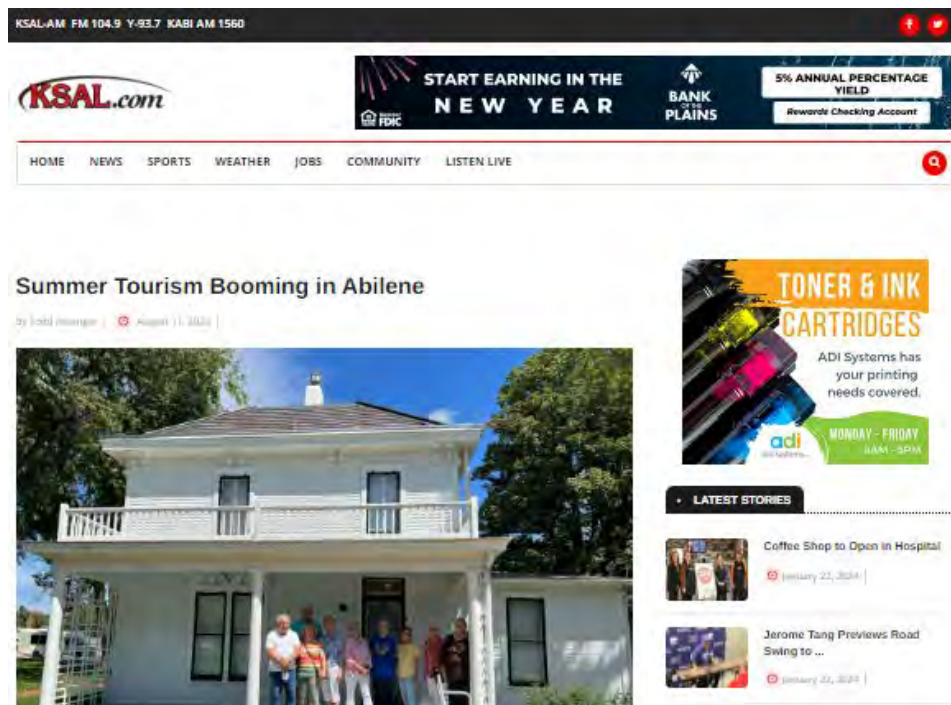 KSAL-AM FM 104.9 Y-93.7 KABI AM 1560
KSAL.com
START EARNING IN THE
NEW YEAR
FDIC
BANK
OF THE
PLAINS
5% ANNUAL PERCENTAGE
YIELD
Rewards Checking Account
HOME NEWS SPORTS WEATHER JOBS COMMUNITY LISTEN LIVE
Summer Tourism Booming in Abilene
by
August 11,
TONER & INK
CARTRIDGES
ADI Systems has
your printing
needs covered.
adi
MONDAY - FRIDAY
8AM - 5PM
LATEST STORIES
Coffee Shop to Open in Hospital
January 22, 2024
Jerome Tang Previews Road
Swing to ...
January 22, 2024